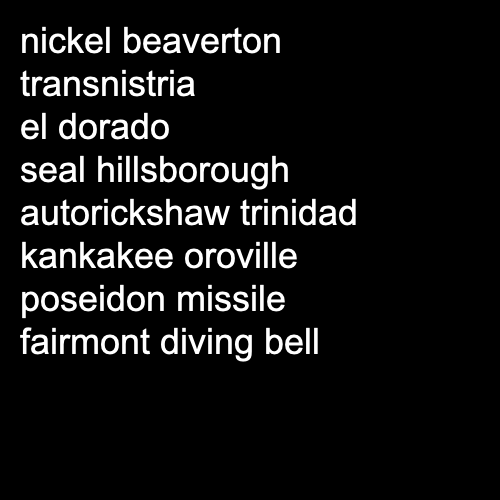 nickel beaverton
transnistria
el dorado
seal hillsborough
autorickshaw trinidad
kankakee oroville
poseidon missile
fairmont diving bell